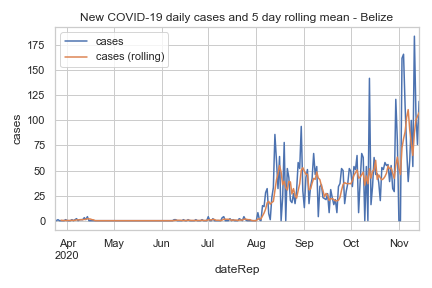 New COVID-19 daily cases and 5 day rolling mean - Belize
cases
cases (rolling)
175
150
125
100
75
50
25
0
cases
Apr May Jun Jul Aug Sep Oct Nov
2020
dateRep